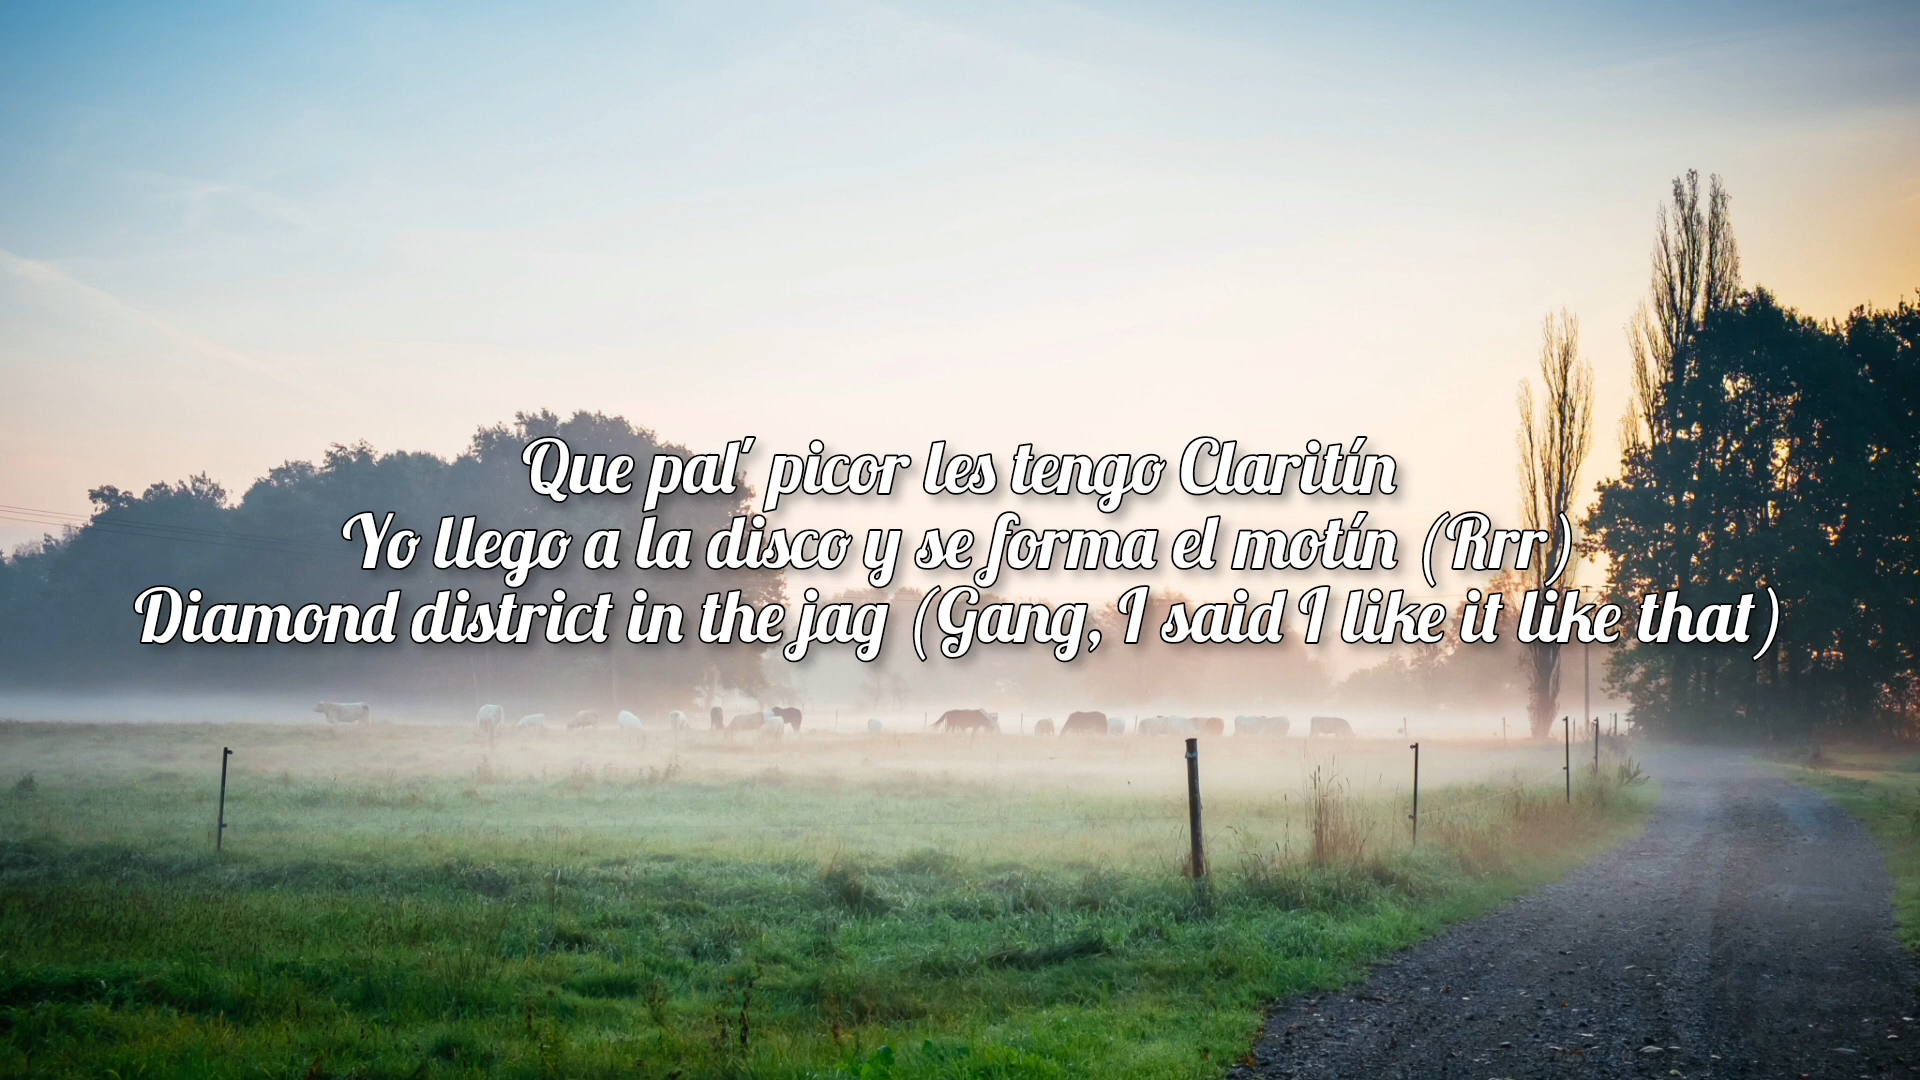 Que pal' picor les tengo Claritín
Yo llego a la disco y se forma el motín (Rrr)
Diamond district in the jag (Gang, I said I like it like that)